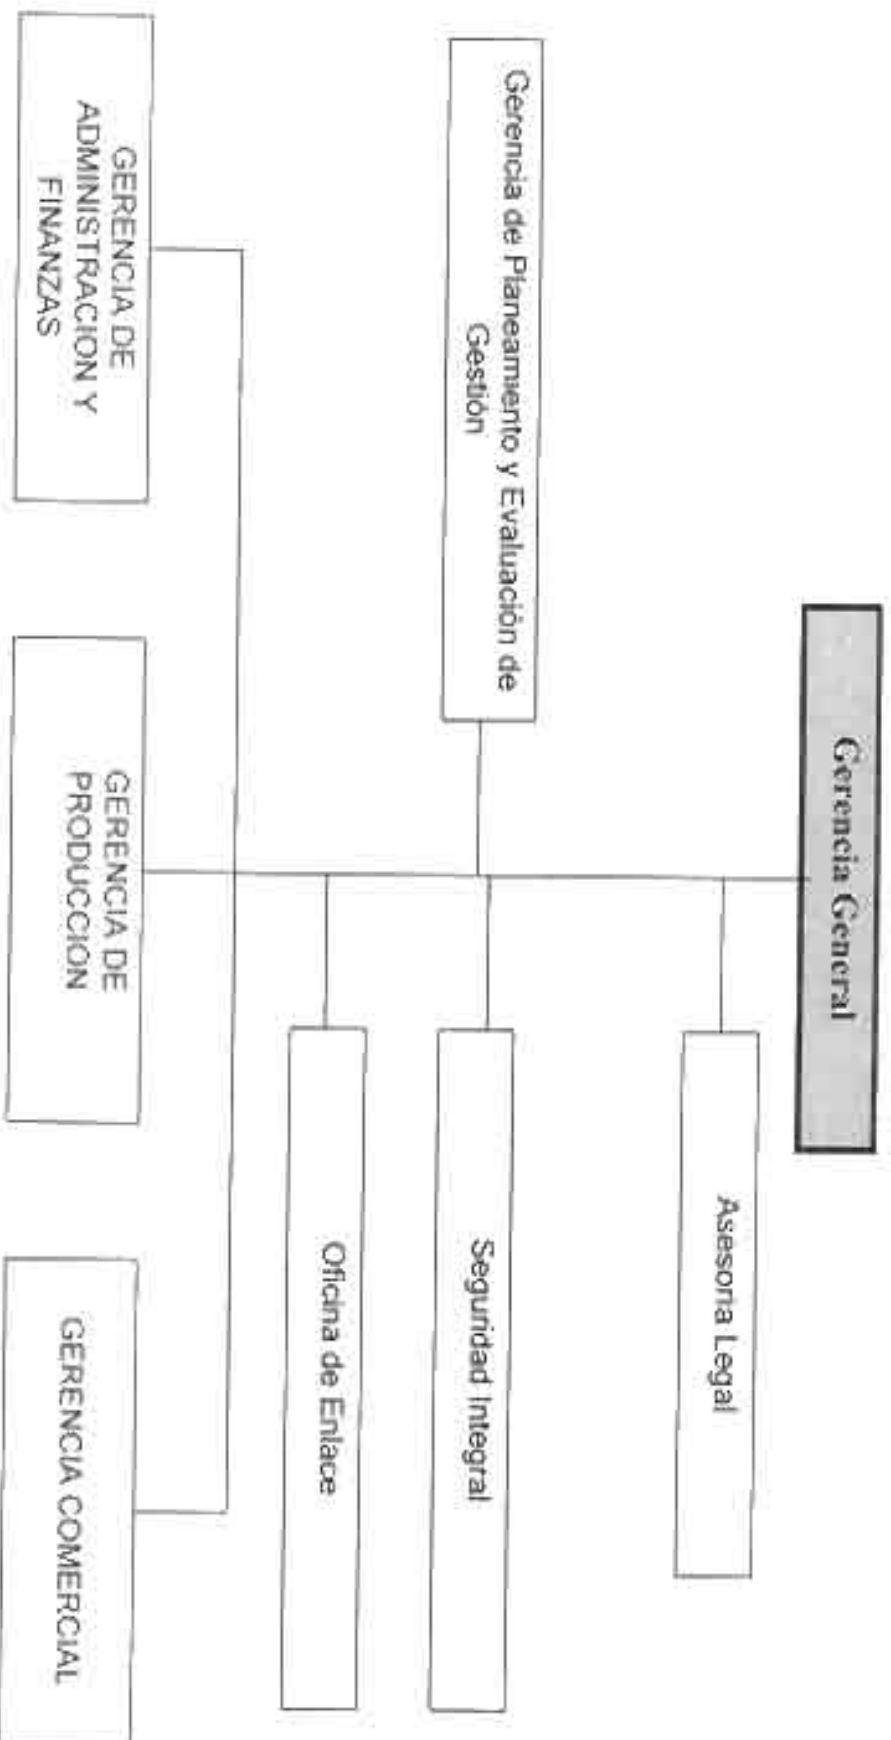 Gerencia General
Asesoria Legal
Gerencia de Planeamiento y Evaluación de
Gestión
Seguridad Integral
Oficina de Enlace
GERENCIA DE
ADMINISTRACION Y
FINANZAS
GERENCIA DE
PRODUCCION
GERENCIA COMERCIAL